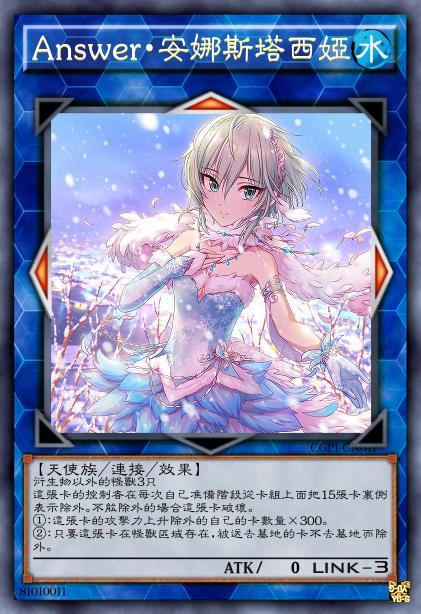 Answer・安娜斯塔西婭
水
CGP1-CN011
【天使族/連接/效果】
衍生物以外的怪獸3只
這張卡的控制者在每次自己准備階段從卡組上面把15張卡裏側
表示除外。不能除外的場合這張卡破壞。
①:這張卡的攻擊力上升除外的自己的卡數量×300。
②:只要這張卡在怪獸區域存在,被送去墓地的卡不去墓地而除
外。
ATK/ 0 LINK-3
81010011